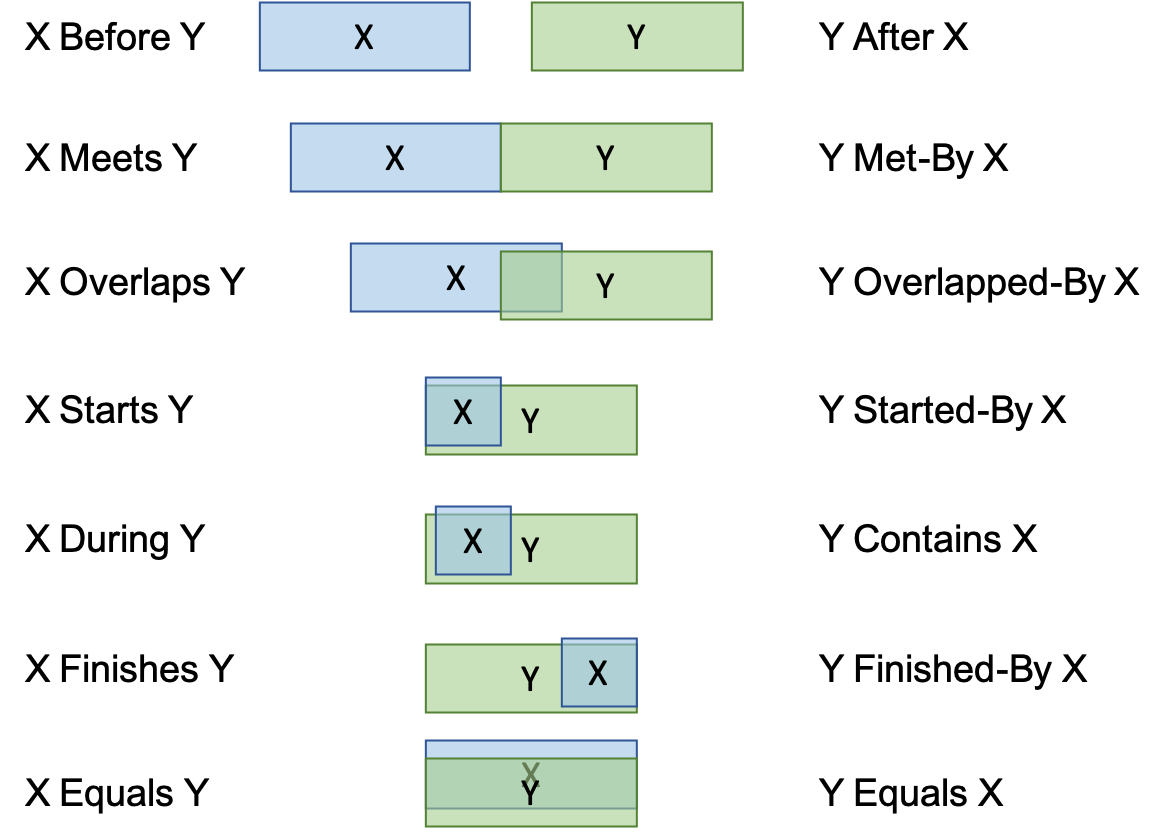 X Before Y X Y Y After X
X Meets Y X Y Y Met-By X
X Overlaps Y X Y Y Overlapped-By X
X Starts Y X Y Y Started-By X
X During Y X Y Y Contains X
X Finishes Y Y X Y Finished-By X
X Equals Y X Y Y Equals X